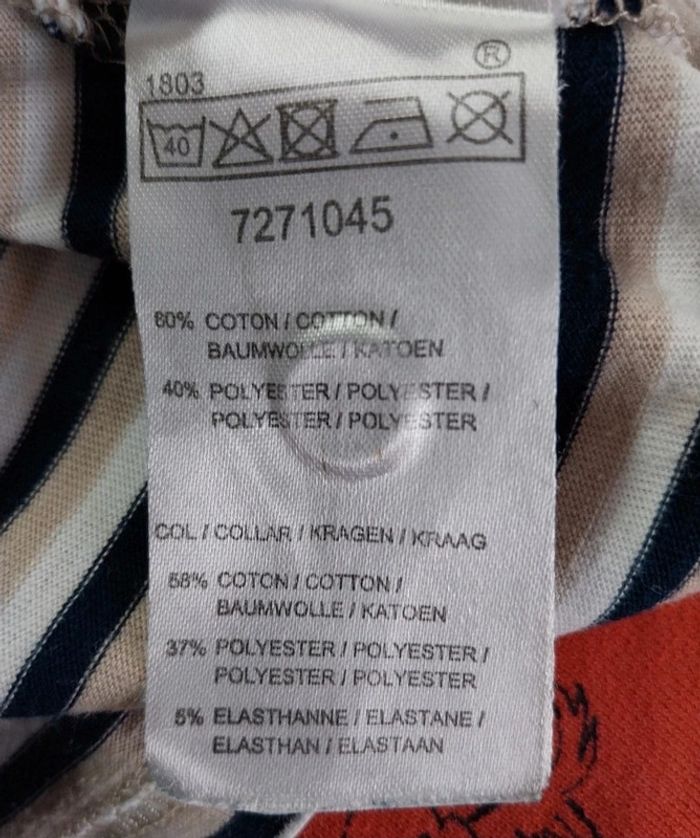 ®
1803
40
7271045
60% COTON / COTTON /
BAUMWOLLE / KATOEN
40% POLYESTER / POLYESTER /
POLYESTER / POLYESTER
COL / COLLAR / KRAGEN / KRAAG
58% COTON / COTTON /
BAUMWOLLE / KATOEN
37% POLYESTER / POLYESTER /
POLYESTER / POLYESTER
5% ELASTHANNE / ELASTANE /
ELASTHAN / ELASTAAN